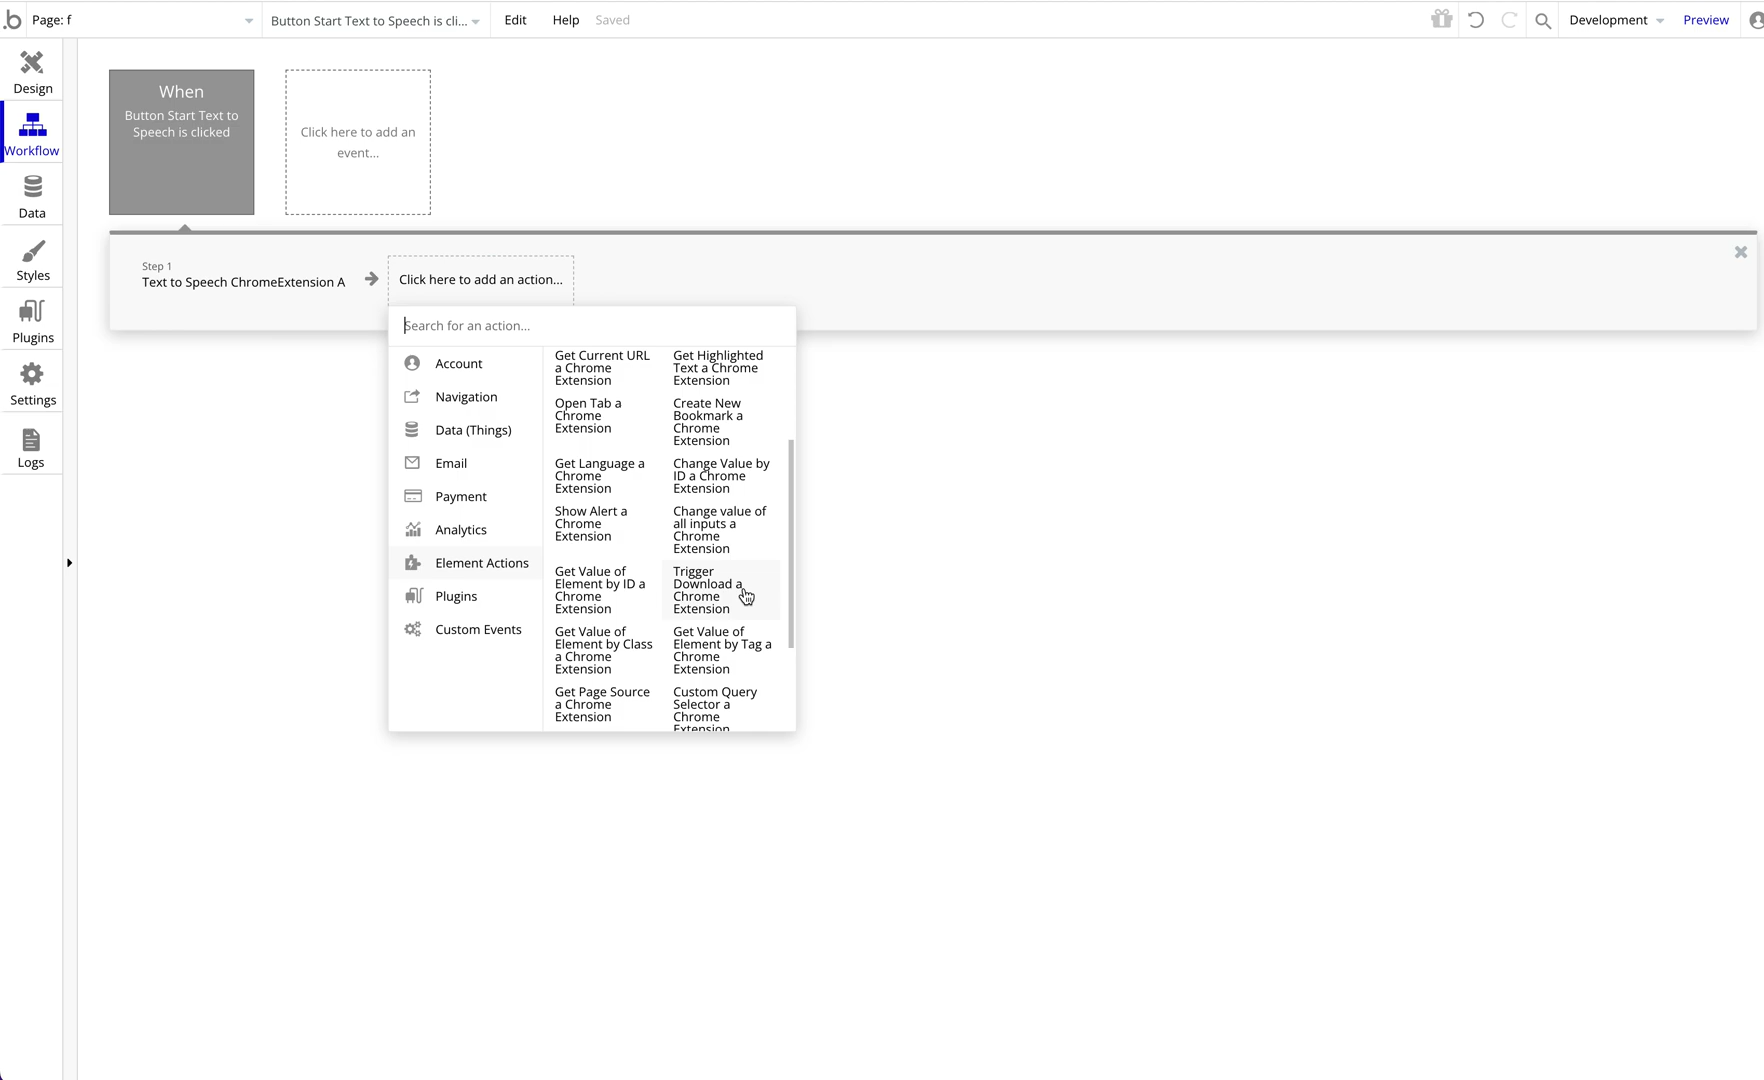 .b
Page: f
Button Start Text to Speech is cli...
Edit
Help
Saved
Development
Preview
Design
Workflow
Data
Styles
Plugins
Settings
Logs
When
Button Start Text to
Speech is clicked
Click here to add an
event...
Step 1
Text to Speech ChromeExtension A
Click here to add an action...
Search for an action...
Account
Navigation
Data (Things)
Email
Payment
Analytics
Element Actions
Plugins
Custom Events
Get Current URL
a Chrome
Extension
Get Highlighted
Text a Chrome
Extension
Open Tab a
Chrome
Extension
Create New
Bookmark a
Chrome
Extension
Get Language a
Chrome
Extension
Change Value by
ID a Chrome
Extension
Show Alert a
Chrome
Extension
Change value of
all inputs a
Chrome
Extension
Get Value of
Element by ID a
Chrome
Extension
Trigger
Download a
Chrome
Extension
Get Value of
Element by Class
a Chrome
Extension
Get Value of
Element by Tag a
Chrome
Extension
Get Page Source
a Chrome
Extension
Custom Query
Selector a
Chrome
Extension